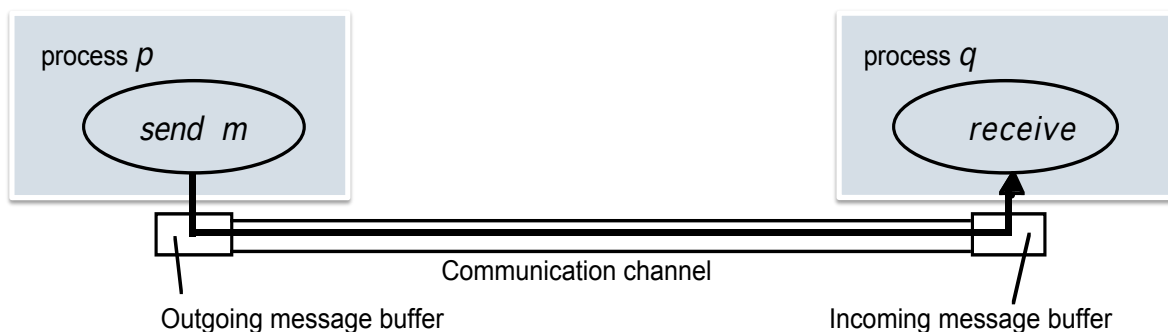 process p
process q
send m
receive
Communication channel
Outgoing message buffer
Incoming message buffer